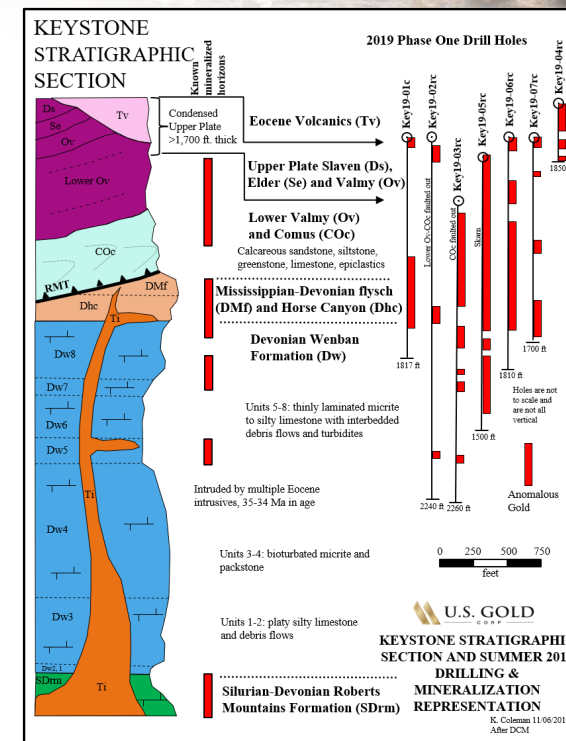 KEYSTONE
STRATIGRAPHIC
SECTION
Known
mineralized
horizons
2019 Phase One Drill Holes
Ds
Se
Ov
Tv
Lower Ov
COc
RMT
DMf
Dhc
Ti
Dw8
Dw7
Dw6
Dw5
Ti
Dw4
Dw3
Dw2, 1
SDrm
Ti
Condensed
Upper Plate
>1,700 ft. thick
Eocene Volcanics (Tv)
Upper Plate Slaven (Ds),
Elder (Se) and Valmy (Ov)
Lower Valmy (Ov)
and Comus (COc)
Calcareous sandstone, siltstone,
greenstone, limestone, epiclastics
Mississippian-Devonian flysch
(DMf) and Horse Canyon (Dhc)
Devonian Wenban
Formation (Dw)
Units 5-8: thinly laminated micrite
to silty limestone with interbedded
debris flows and turbidites
Intruded by multiple Eocene
intrusives, 35-34 Ma in age
Units 3-4: bioturbated micrite and
packstone
Units 1-2: platy silty limestone
and debris flows
Silurian-Devonian Roberts
Mountains Formation (SDrm)
Key19-01c
1817 ft
Key19-02rc
Lower Ov-COc faulted out
2240 ft
Key19-03rc
COc faulted out
2260 ft
Key19-05rc
Skarn
1500 ft
Key19-06rc
1810 ft
Key19-07rc
1700 ft
Key19-04rc
1850
Holes are not
to scale and
are not all
vertical
Anomalous
Gold
0 250 500 750
feet
U.S. GOLD
CORP
KEYSTONE STRATIGRAPHI
SECTION AND SUMMER 201
DRILLING &
MINERALIZATION
REPRESENTATION
K. Coleman 11/06/201
After DCM